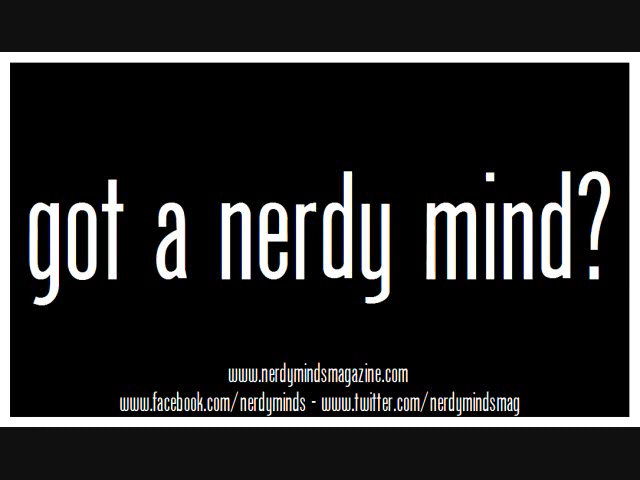 got a nerdy mind?
www.nerdymindsmagazine.com
www.facebook.com/nerdyminds - www.twitter.com/nerdymindsmag